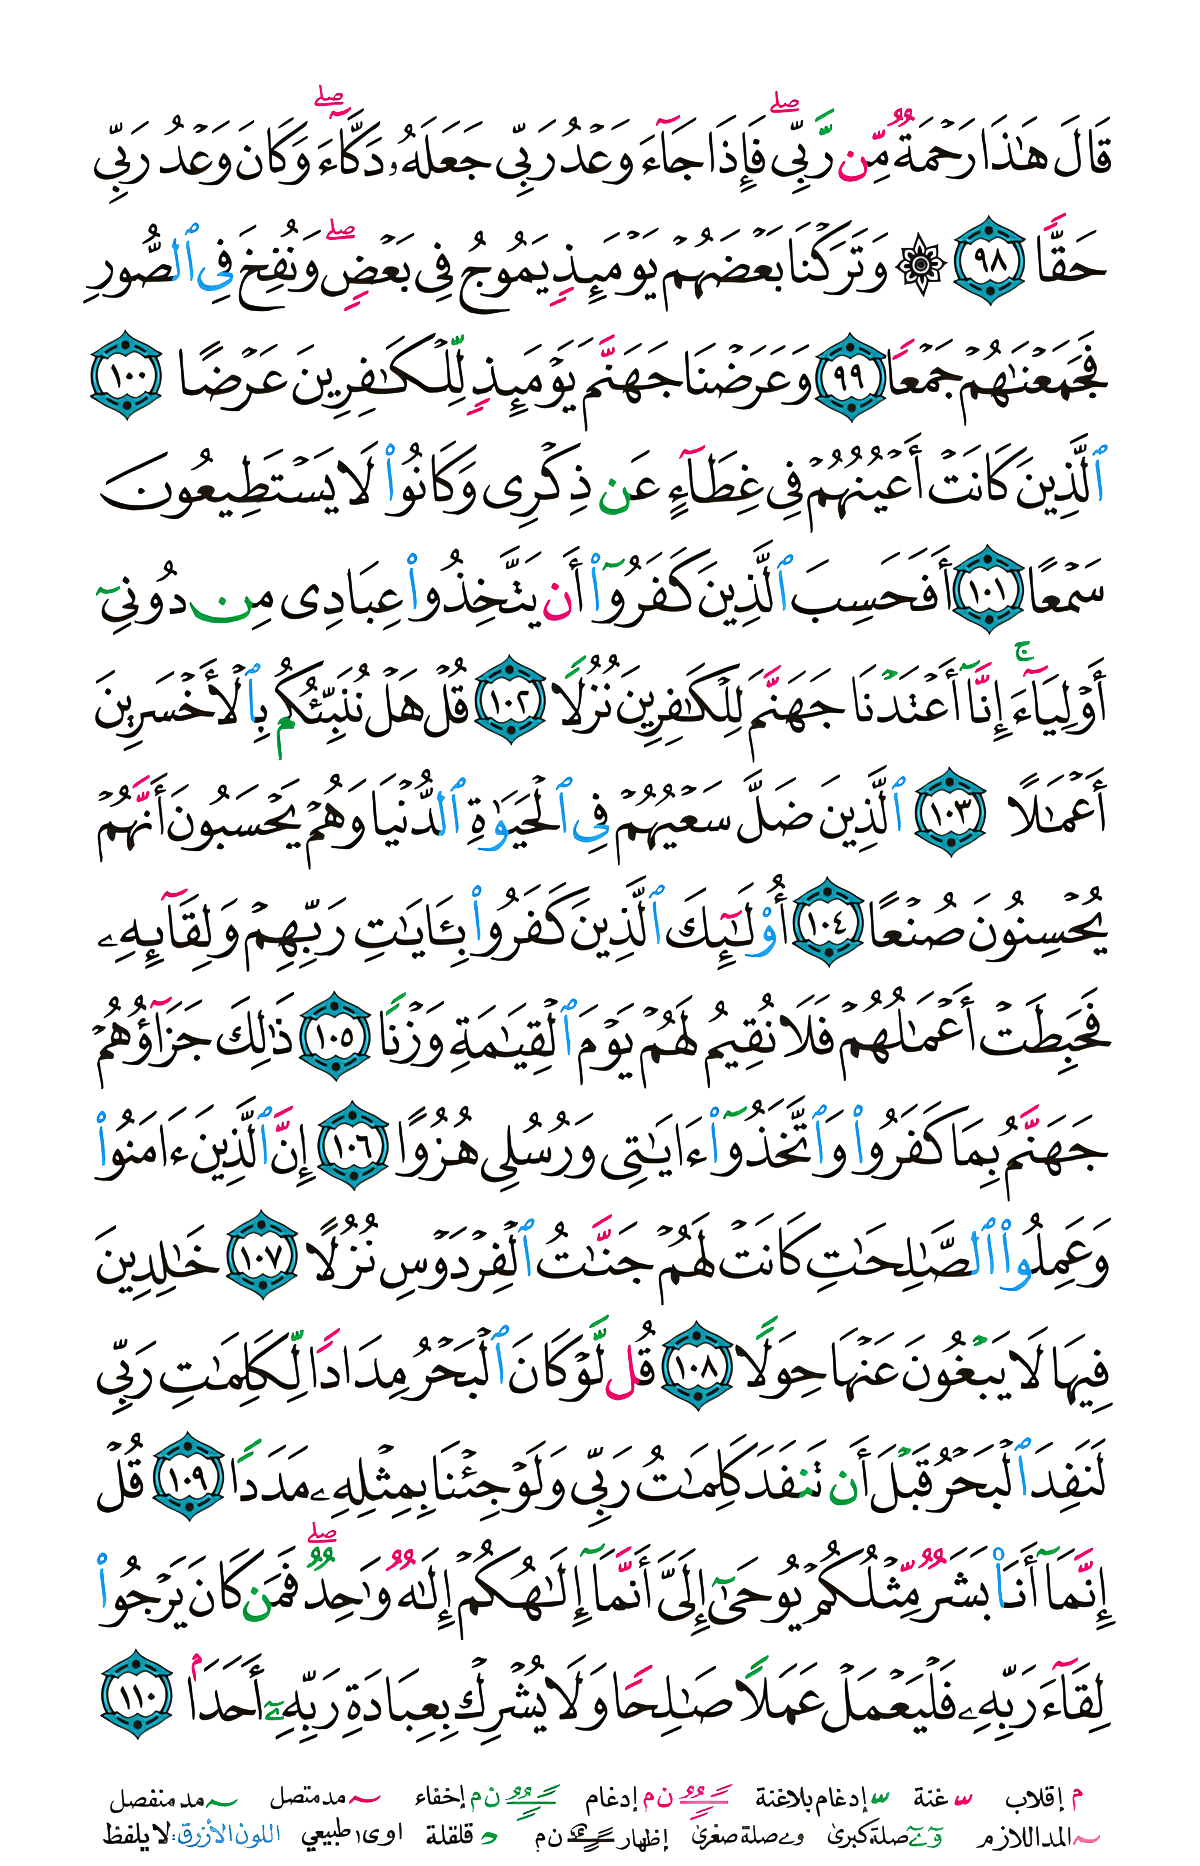 قَالَ هَٰذَا رَحْمَةٌ مِّن رَّبِّى ۖ فَإِذَا جَآءَ وَعْدُ رَبِّى جَعَلَهُۥ دَكَّآءَ ۖ وَكَانَ وَعْدُ رَبِّى
حَقًّا ٩٨ ۞ وَتَرَكْنَا بَعْضَهُمْ يَوْمَئِذٍ يَمُوجُ فِى بَعْضٍ ۖ وَنُفِخَ فِى ٱلصُّورِ
فَجَمَعْنَٰهُمْ جَمْعًا ٩٩ وَعَرَضْنَا جَهَنَّمَ يَوْمَئِذٍ لِّلْكَٰفِرِينَ عَرْضًا ١٠٠
ٱلَّذِينَ كَانَتْ أَعْيُنُهُمْ فِى غِطَآءٍ عَن ذِكْرِى وَكَانُوا۟ لَا يَسْتَطِيعُونَ
سَمْعًا ١٠١ أَفَحَسِبَ ٱلَّذِينَ كَفَرُوٓا۟ أَن يَتَّخِذُوا۟ عِبَادِى مِن دُونِىٓ
أَوْلِيَآءَ ۚ إِنَّآ أَعْتَدْنَا جَهَنَّمَ لِلْكَٰفِرِينَ نُزُلًا ١٠٢ قُلْ هَلْ نُنَبِّئُكُم بِٱلْأَخْسَرِينَ
أَعْمَٰلًا ١٠٣ ٱلَّذِينَ ضَلَّ سَعْيُهُمْ فِى ٱلْحَيَوٰةِ ٱلدُّنْيَا وَهُمْ يَحْسَبُونَ أَنَّهُمْ
يُحْسِنُونَ صُنْعًا ١٠٤ أُو۟لَٰٓئِكَ ٱلَّذِينَ كَفَرُوا۟ بِـَٔايَٰتِ رَبِّهِمْ وَلِقَآئِهِۦ
فَحَبِطَتْ أَعْمَٰلُهُمْ فَلَا نُقِيمُ لَهُمْ يَوْمَ ٱلْقِيَٰمَةِ وَزْنًا ١٠٥ ذَٰلِكَ جَزَآؤُهُمْ
جَهَنَّمُ بِمَا كَفَرُوا۟ وَٱتَّخَذُوٓا۟ ءَايَٰتِى وَرُسُلِى هُزُوًا ١٠٦ إِنَّ ٱلَّذِينَ ءَامَنُوا۟
وَعَمِلُوا۟ ٱلصَّٰلِحَٰتِ كَانَتْ لَهُمْ جَنَّٰتُ ٱلْفِرْدَوْسِ نُزُلًا ١٠٧ خَٰلِدِينَ
فِيهَا لَا يَبْغُونَ عَنْهَا حِوَلًا ١٠٨ قُل لَّوْ كَانَ ٱلْبَحْرُ مِدَادًا لِّكَلِمَٰتِ رَبِّى
لَنَفِدَ ٱلْبَحْرُ قَبْلَ أَن تَنفَدَ كَلِمَٰتُ رَبِّى وَلَوْ جِئْنَا بِمِثْلِهِۦ مَدَدًا ١٠٩ قُلْ
إِنَّمَآ أَنَا۠ بَشَرٌ مِّثْلُكُمْ يُوحَىٰٓ إِلَىَّ أَنَّمَآ إِلَٰهُكُمْ إِلَٰهٌ وَٰحِدٌ ۖ فَمَن كَانَ يَرْجُوا۟
لِقَآءَ رَبِّهِۦ فَلْيَعْمَلْ عَمَلًا صَٰلِحًا وَلَا يُشْرِكْ بِعِبَادَةِ رَبِّهِۦٓ أَحَدَۢا ١١٠
م إقلاب غنة إدغام بلاغنة ن م إدغام ن م إخفاء مد متصل مد منفصل
المد اللازم صلة كبرى وے صلة صغرى إظهار ن م قلقلة اوى طبيعي اللون الأزرق: لا يلفظ